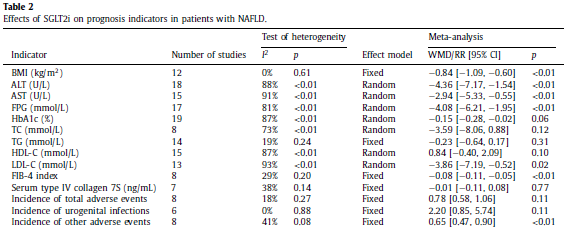 Table 2
Effects of SGLT2i on prognosis indicators in patients with NAFLD.
Test of heterogeneity Meta-analysis
Indicator Number of studies I² p Effect model WMD/RR [95% CI] p
BMI (kg/m²) 12 0% 0.61 Fixed −0.84 [-1.09, −0.60] <0.01
ALT (U/L) 18 88% <0.01 Random −4.36 [-7.17, −1.54] <0.01
AST (U/L) 15 91% <0.01 Random −2.94 [-5.33, −0.55] <0.01
FPG (mmol/L) 17 81% <0.01 Random −4.08 [-6.21, −1.95] <0.01
HbA1c (%) 19 87% <0.01 Random −0.15 [-0.28, −0.02] 0.06
TC (mmol/L) 8 73% <0.01 Random −3.59 [-8.06, 0.88] 0.12
TG (mmol/L) 14 19% 0.24 Fixed −0.23 [-0.64, 0.17] 0.31
HDL-C (mmol/L) 15 87% <0.01 Random 0.84 [-0.40, 2.09] 0.10
LDL-C (mmol/L) 13 93% <0.01 Random −3.86 [-7.19, −0.52] 0.02
FIB-4 index 8 29% 0.20 Fixed −0.08 [-0.11, −0.05] <0.01
Serum type IV collagen 7S (ng/mL) 7 38% 0.14 Fixed −0.01 [-0.11, 0.08] 0.77
Incidence of total adverse events 8 18% 0.27 Fixed 0.78 [0.58, 1.06] 0.11
Incidence of urogenital infections 6 0% 0.88 Fixed 2.20 [0.85, 5.74] 0.11
Incidence of other adverse events 8 41% 0.08 Fixed 0.65 [0.47, 0.90] <0.01